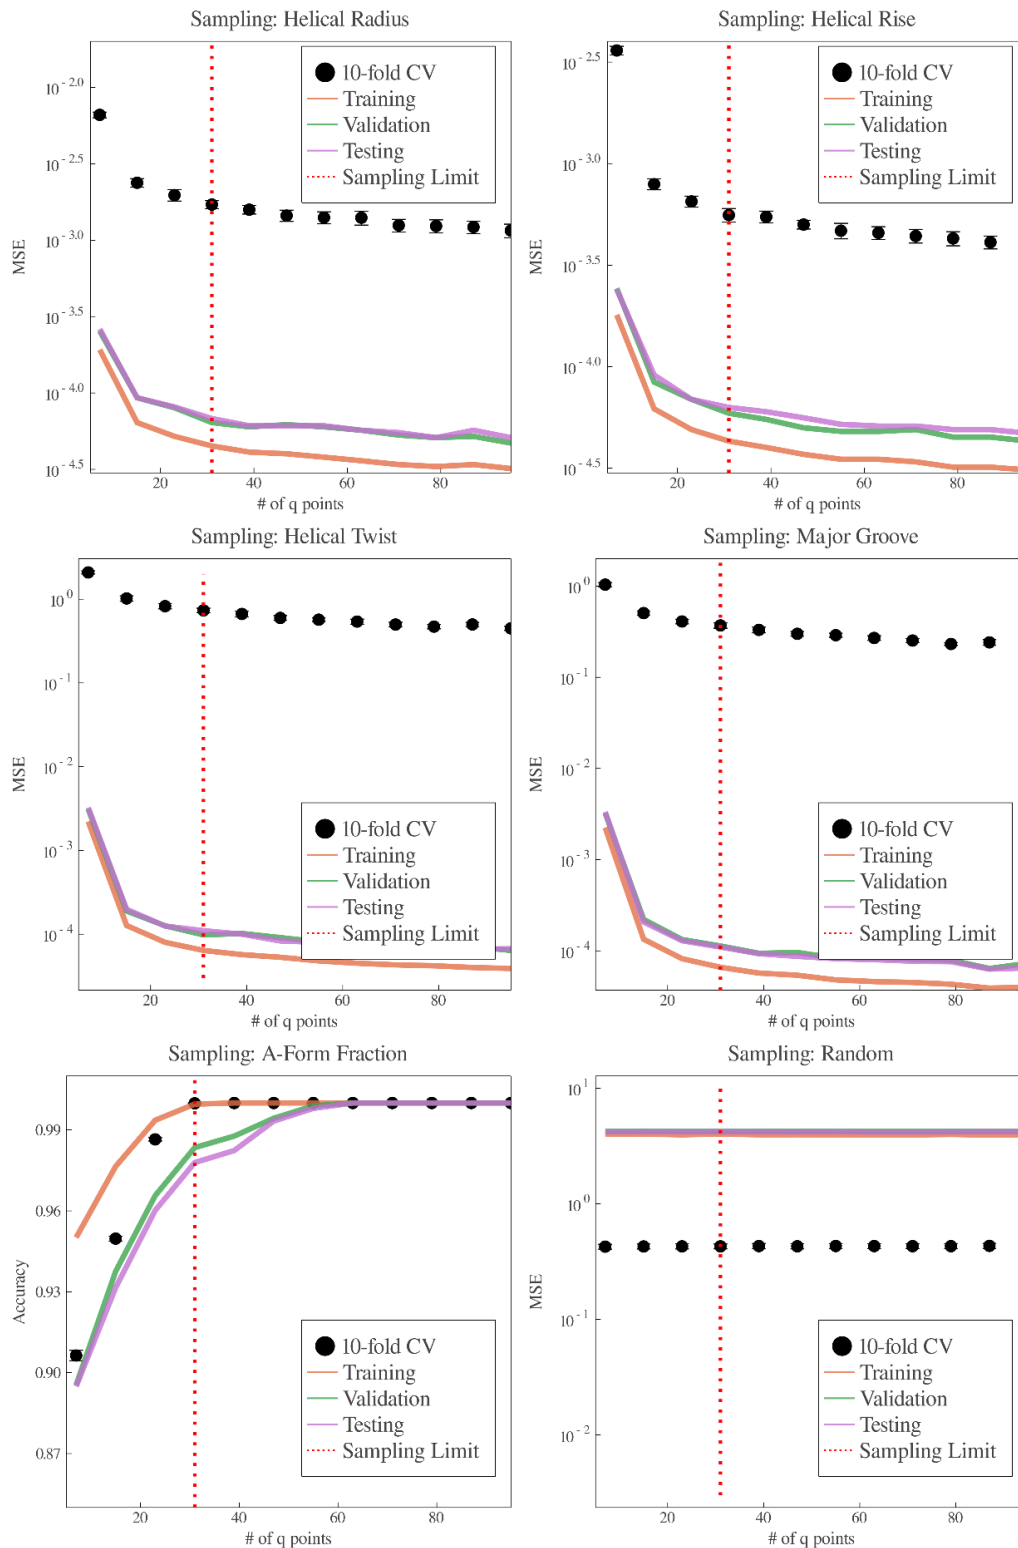 Sampling: Helical Radius
10^-2.0
10^-2.5
10^-3.0
10^-3.5
10^-4.0
10^-4.5
MSE
20
40
60
80
# of q points
10-fold CV
Training
Validation
Testing
Sampling Limit
Sampling: Helical Rise
10^-2.5
10^-3.0
10^-3.5
10^-4.0
10^-4.5
MSE
20
40
60
80
# of q points
10-fold CV
Training
Validation
Testing
Sampling Limit
Sampling: Helical Twist
10^0
10^-1
10^-2
10^-3
10^-4
MSE
20
40
60
80
# of q points
10-fold CV
Training
Validation
Testing
Sampling Limit
Sampling: Major Groove
10^0
10^-1
10^-2
10^-3
10^-4
MSE
20
40
60
80
# of q points
10-fold CV
Training
Validation
Testing
Sampling Limit
Sampling: A-Form Fraction
0.99
0.96
0.93
0.90
0.87
Accuracy
20
40
60
80
# of q points
10-fold CV
Training
Validation
Testing
Sampling Limit
Sampling: Random
10^1
10^0
10^-1
10^-2
MSE
20
40
60
80
# of q points
10-fold CV
Training
Validation
Testing
Sampling Limit